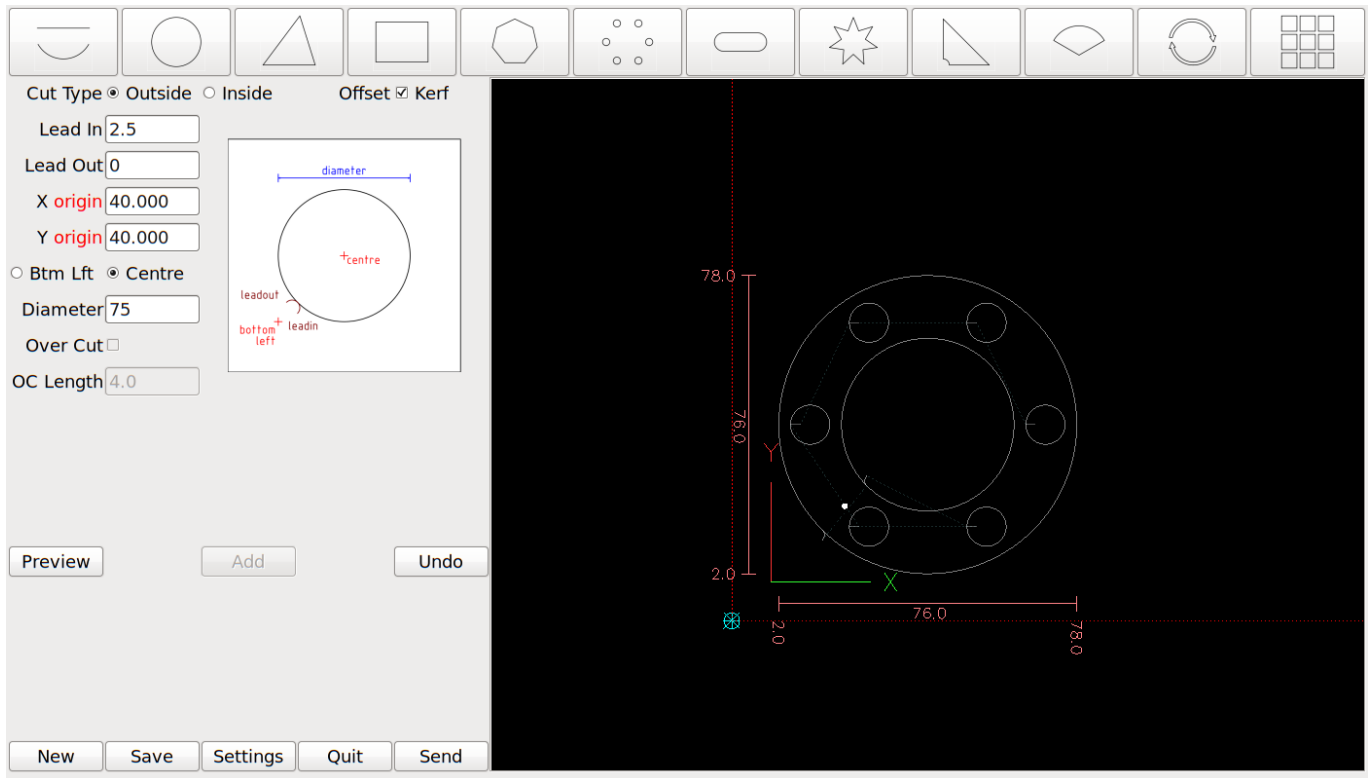 Cut Type Outside Inside Offset Kerf
Lead In 2.5
Lead Out 0
X origin 40.000
Y origin 40.000
Btm Lft Centre
Diameter 75
Over Cut
OC Length 4.0
diameter
centre
leadout
leadin
bottom
left
Preview Add Undo
New Save Settings Quit Send
78.0
76.0
Y
2.0
X
76.0
2.0
78.0